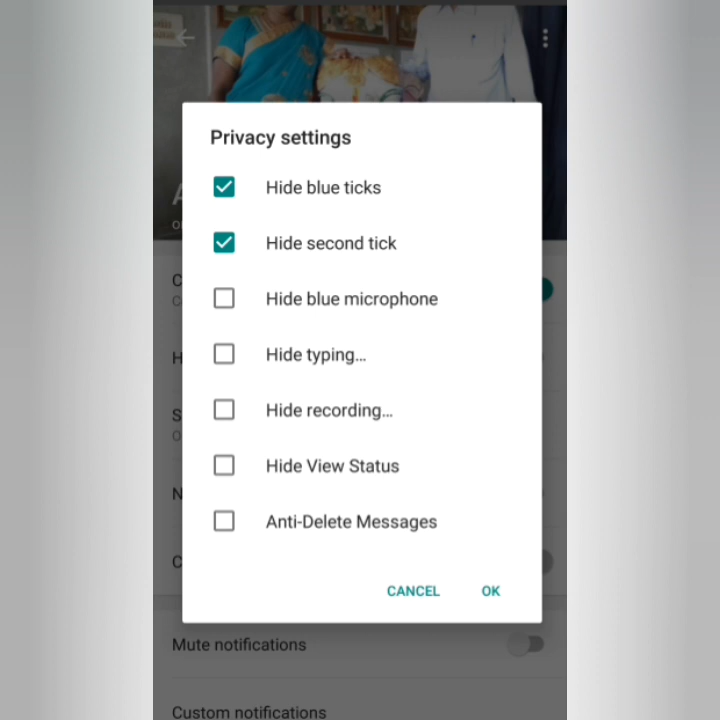 Privacy settings
Hide blue ticks
Hide second tick
Hide blue microphone
Hide typing...
Hide recording...
Hide View Status
Anti-Delete Messages
CANCEL OK
Mute notifications
Custom notifications